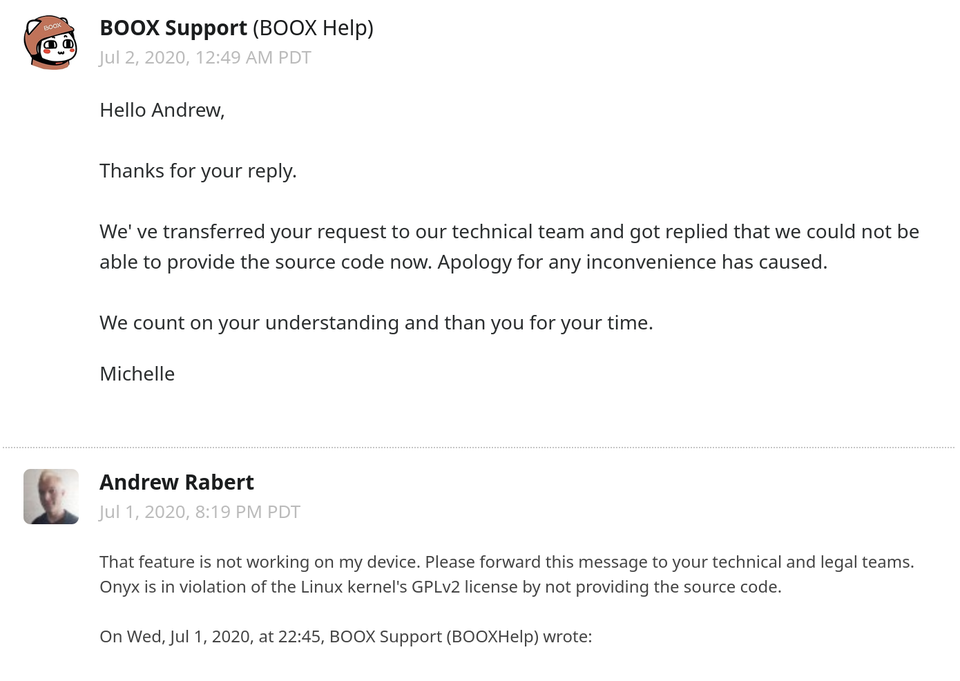 BOOX
BOOX Support (BOOX Help)
Jul 2, 2020, 12:49 AM PDT
Hello Andrew,
Thanks for your reply.
We' ve transferred your request to our technical team and got replied that we could not be
able to provide the source code now. Apology for any inconvenience has caused.
We count on your understanding and than you for your time.
Michelle
Andrew Rabert
Jul 1, 2020, 8:19 PM PDT
That feature is not working on my device. Please forward this message to your technical and legal teams.
Onyx is in violation of the Linux kernel's GPLv2 license by not providing the source code.
On Wed, Jul 1, 2020, at 22:45, BOOX Support (BOOXHelp) wrote: